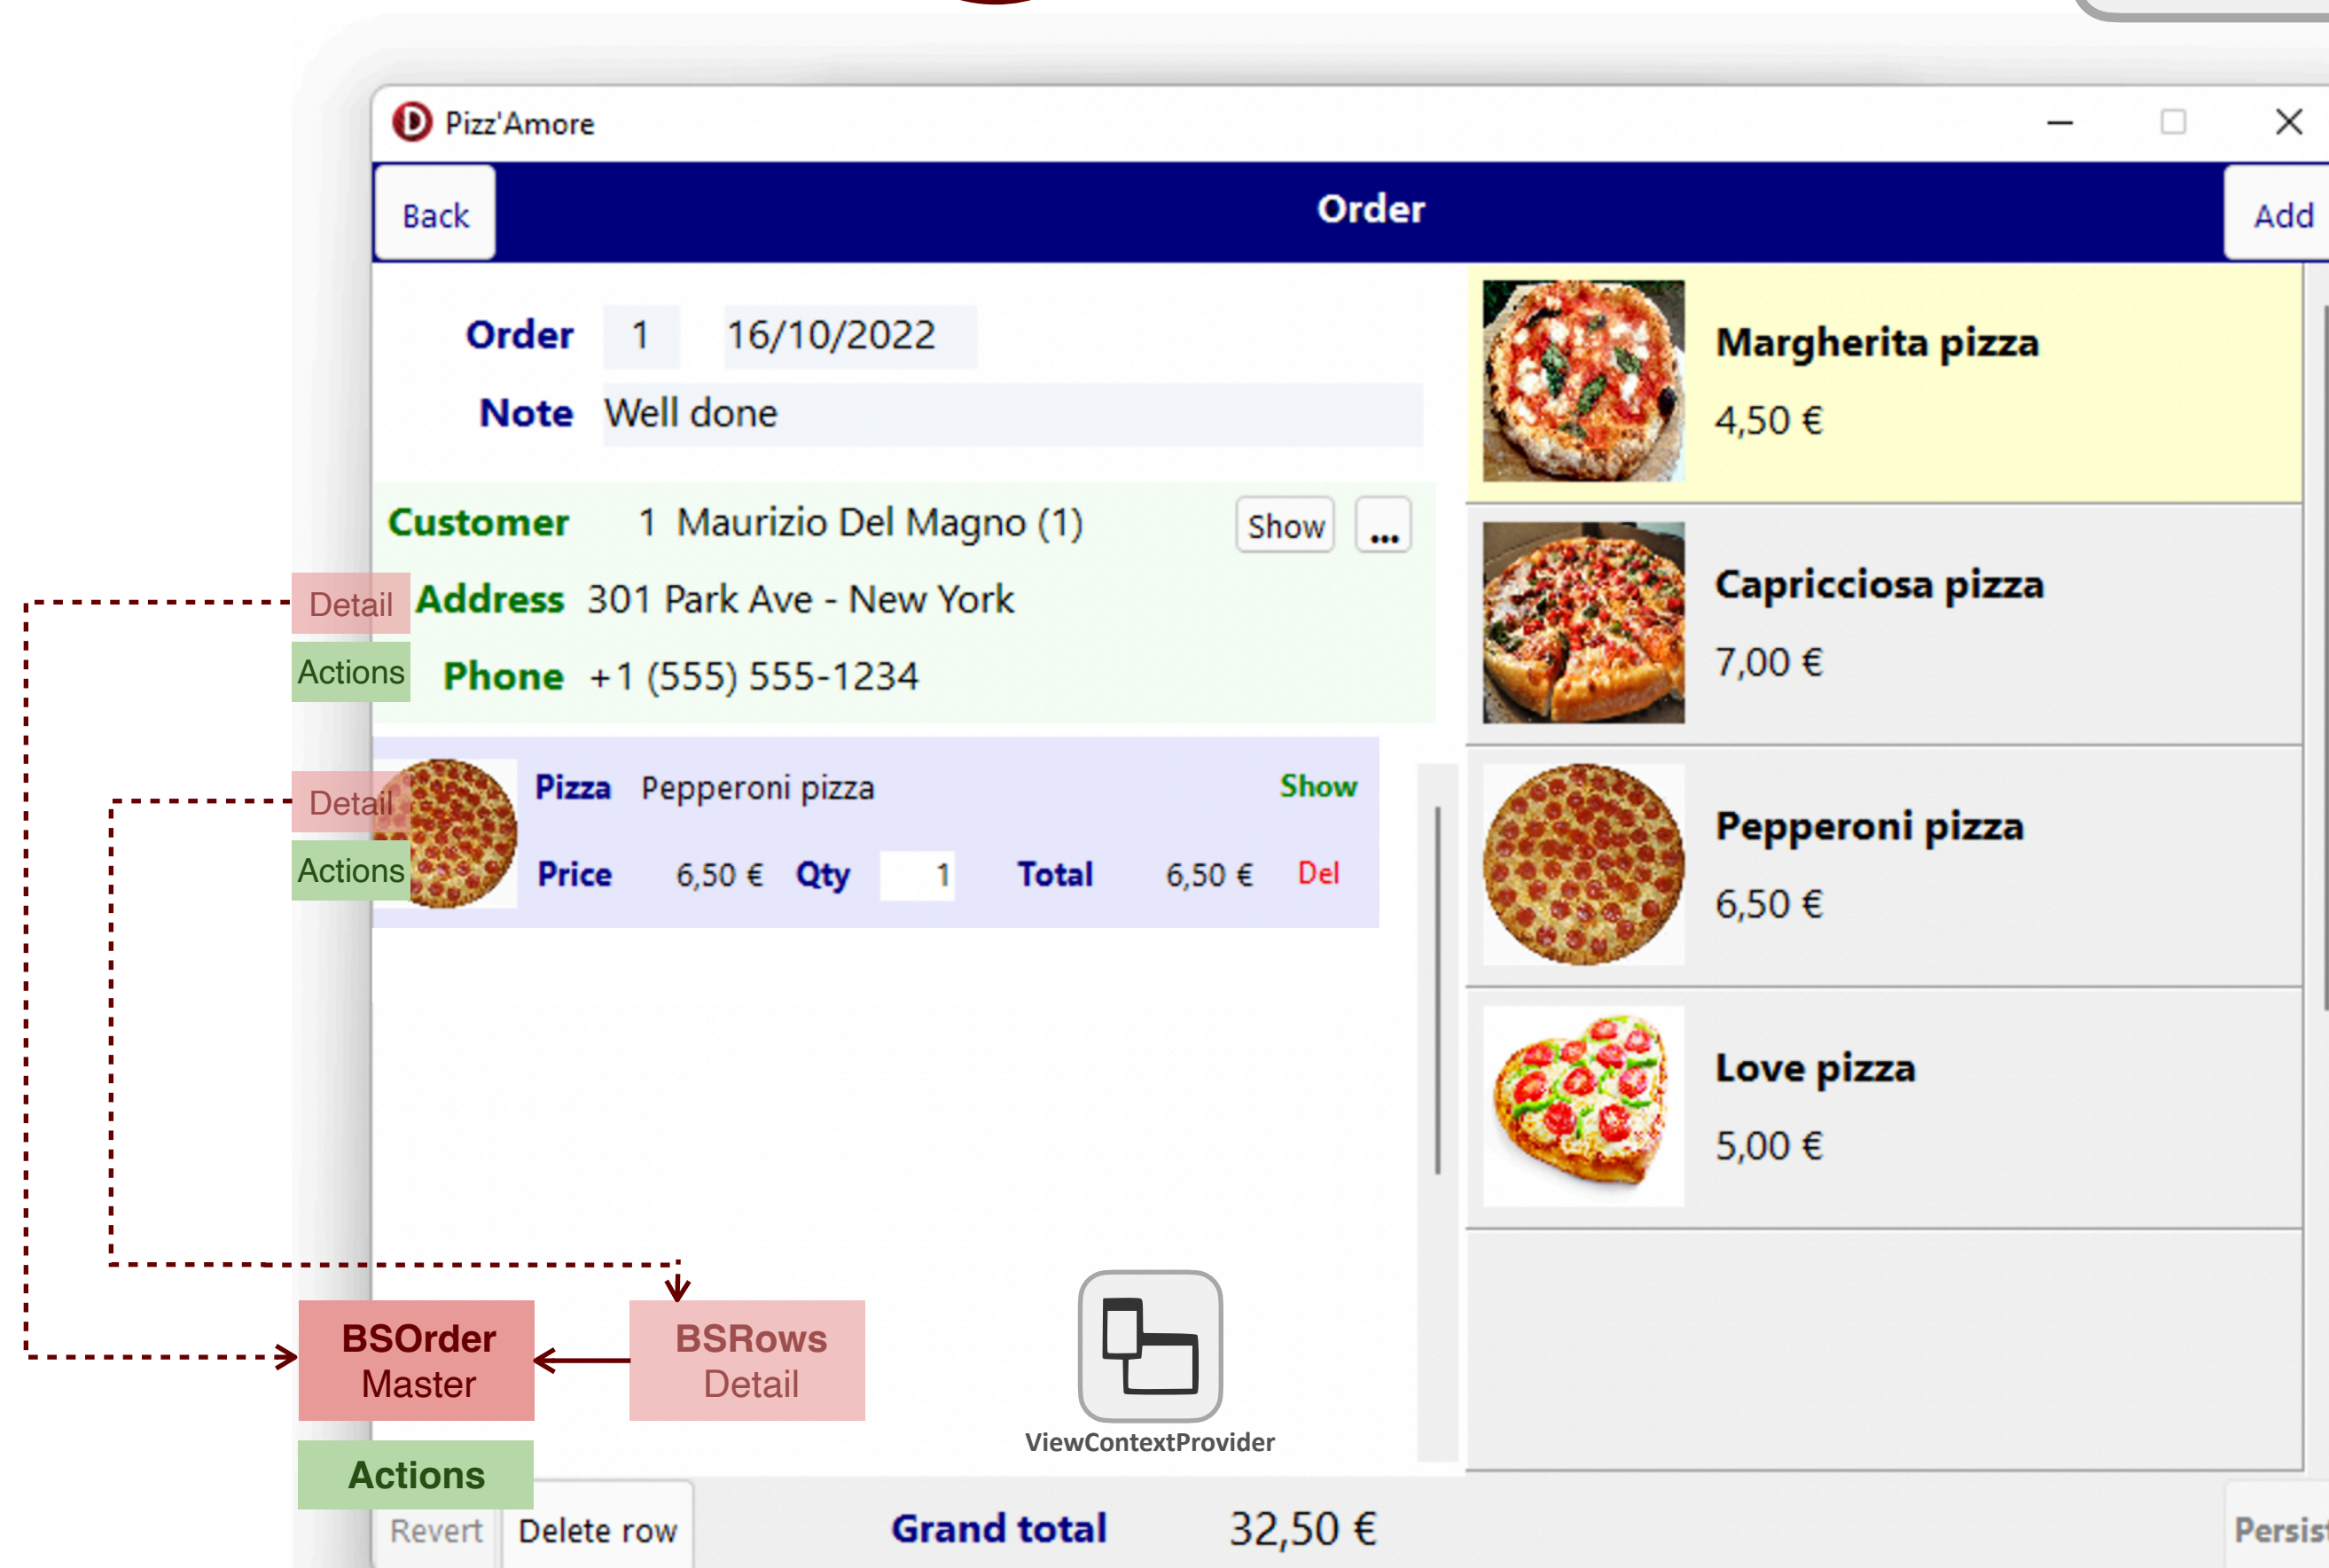 Pizz'Amore
Back
Order
Add
Order 1 16/10/2022
Note Well done
Customer 1 Maurizio Del Magno (1) Show ...
Detail Address 301 Park Ave - New York
Actions Phone +1 (555) 555-1234
Detail Pizza Pepperoni pizza Show
Actions Price 6,50 € Qty 1 Total 6,50 € Del
Margherita pizza
4,50 €
Capricciosa pizza
7,00 €
Pepperoni pizza
6,50 €
Love pizza
5,00 €
BSOrder
Master
BSRows
Detail
ViewContextProvider
Actions
Revert Delete row Grand total 32,50 € Persist